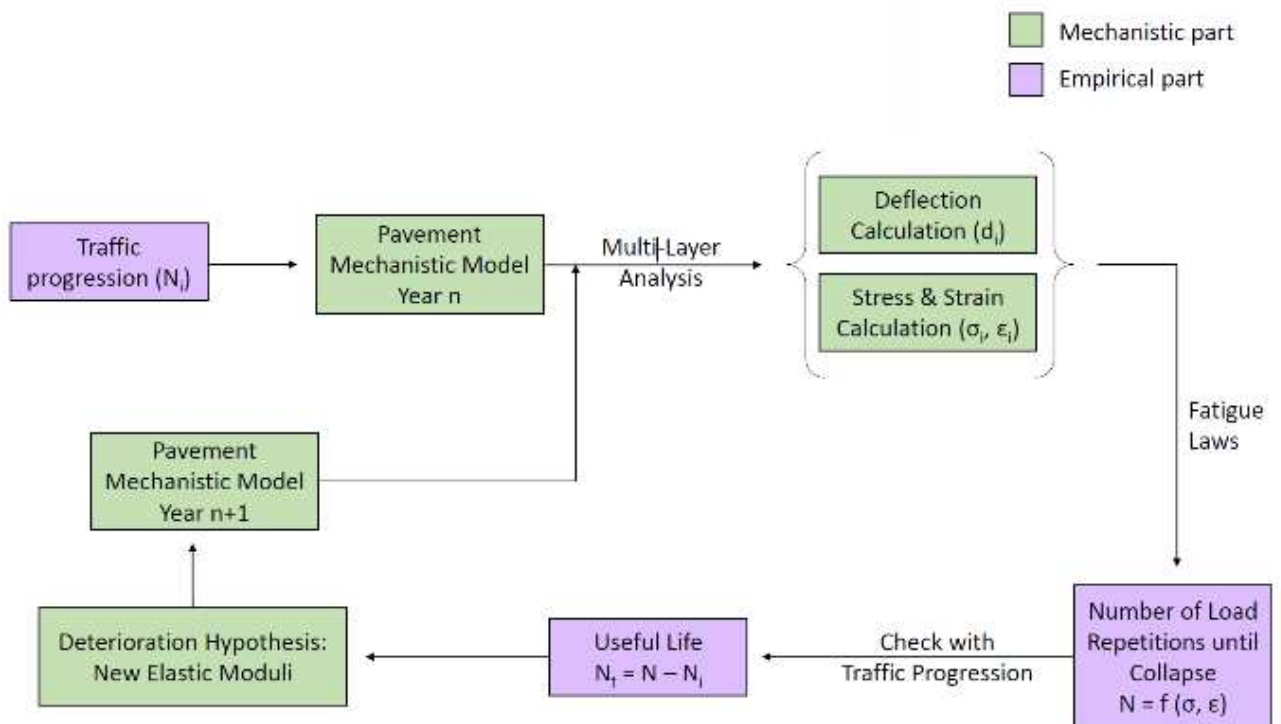 Mechanistic part
Empirical part
Traffic
progression (Nᵢ)
Pavement
Mechanistic Model
Year n
Multi-Layer
Analysis
Deflection
Calculation (dᵢ)
Stress & Strain
Calculation (σᵢ, εᵢ)
Fatigue
Laws
Pavement
Mechanistic Model
Year n+1
Deterioration Hypothesis:
New Elastic Moduli
Useful Life
Nₜ = N – Nᵢ
Check with
Traffic Progression
Number of Load
Repetitions until
Collapse
N = f (σ, ε)